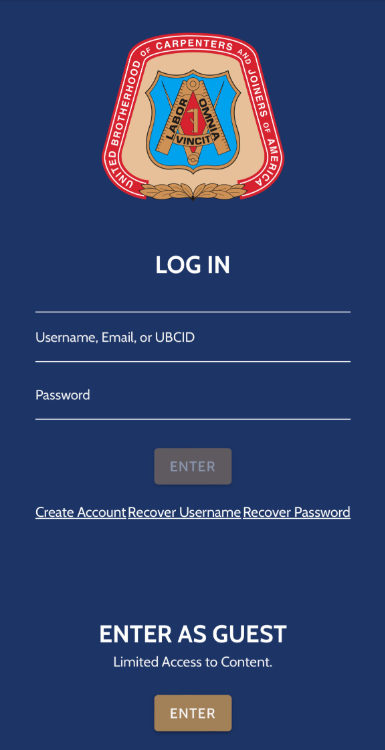 UNITED BROTHERHOOD OF CARPENTERS AND JOINERS OF AMERICA
LABOR OMNIA VINCIT
LOG IN
Username, Email, or UBCID
Password
ENTER
Create Account Recover Username Recover Password
ENTER AS GUEST
Limited Access to Content.
ENTER